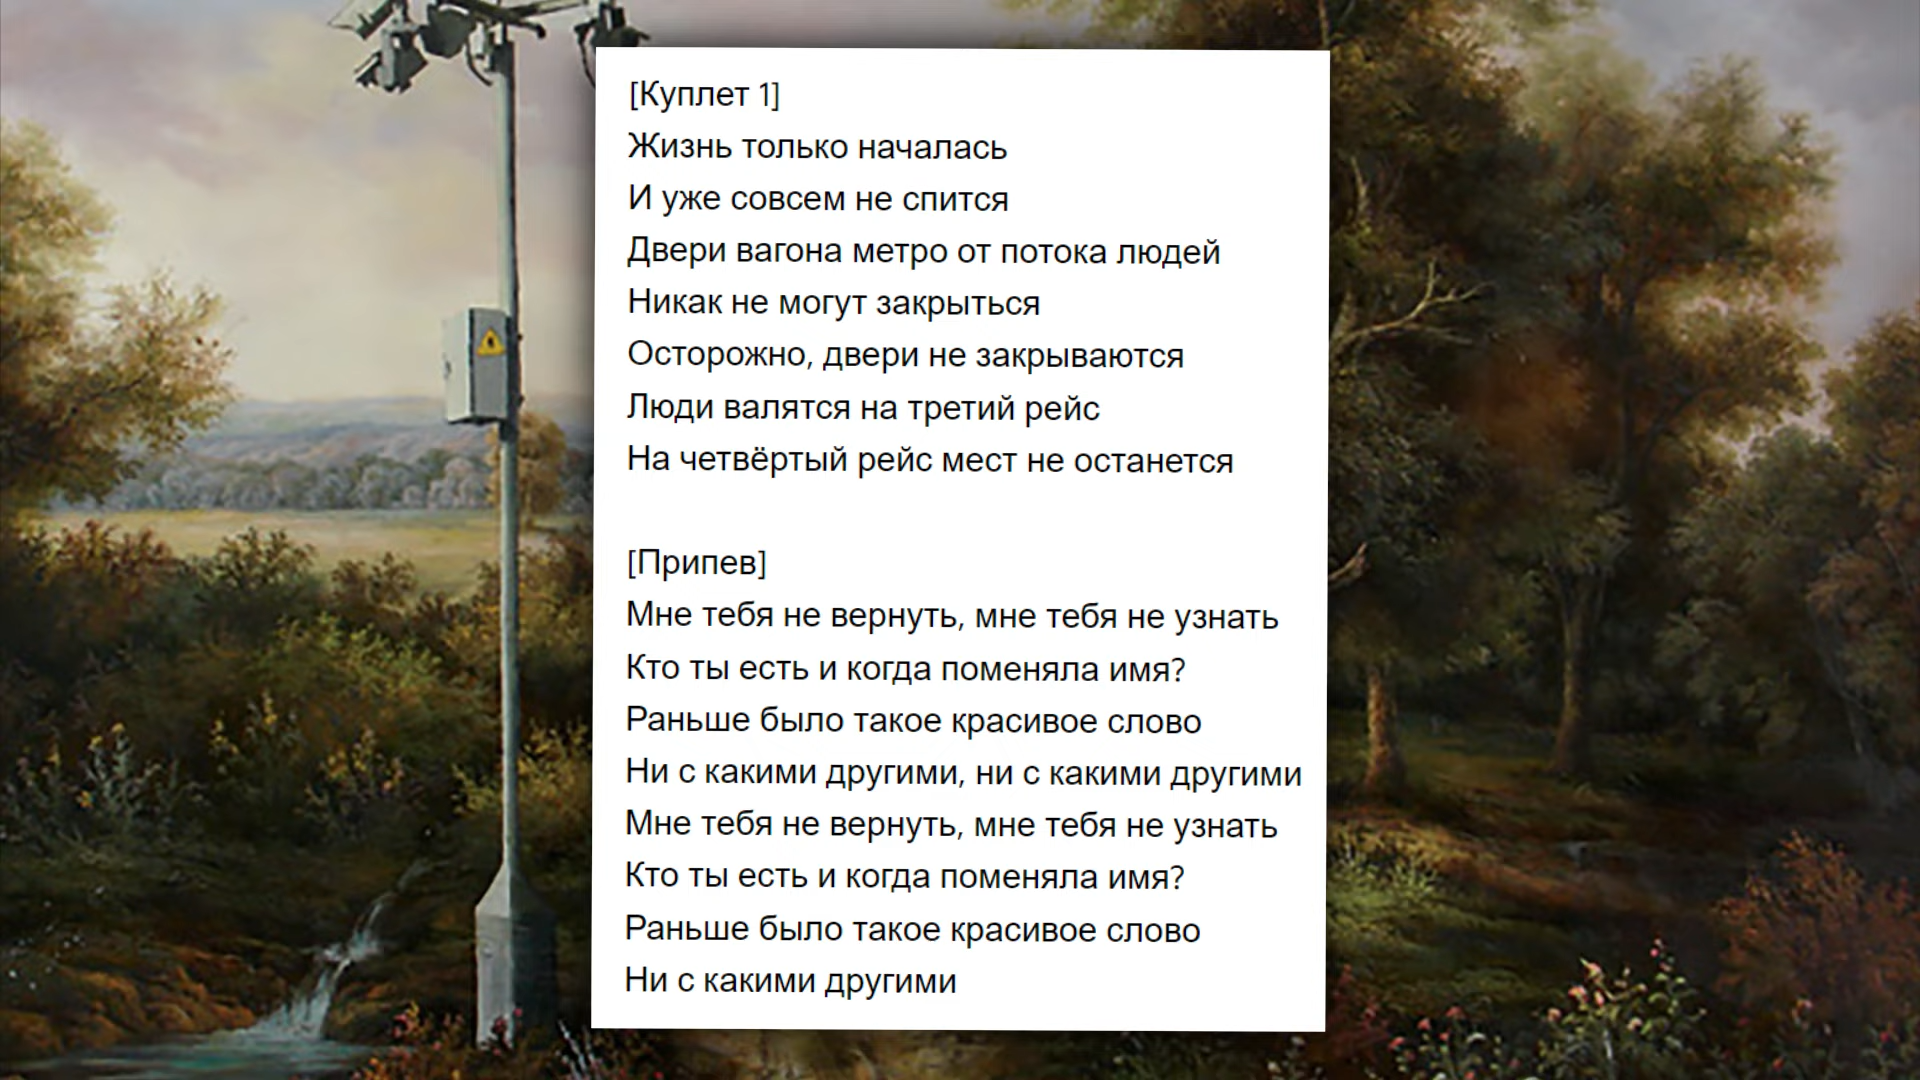 [Куплет 1]
Жизнь только началась
И уже совсем не спится
Двери вагона метро от потока людей
Никак не могут закрыться
Осторожно, двери не закрываются
Люди валятся на третий рейс
На четвёртый рейс мест не останется
[Припев]
Мне тебя не вернуть, мне тебя не узнать
Кто ты есть и когда поменяла имя?
Раньше было такое красивое слово
Ни с какими другими, ни с какими другими
Мне тебя не вернуть, мне тебя не узнать
Кто ты есть и когда поменяла имя?
Раньше было такое красивое слово
Ни с какими другими